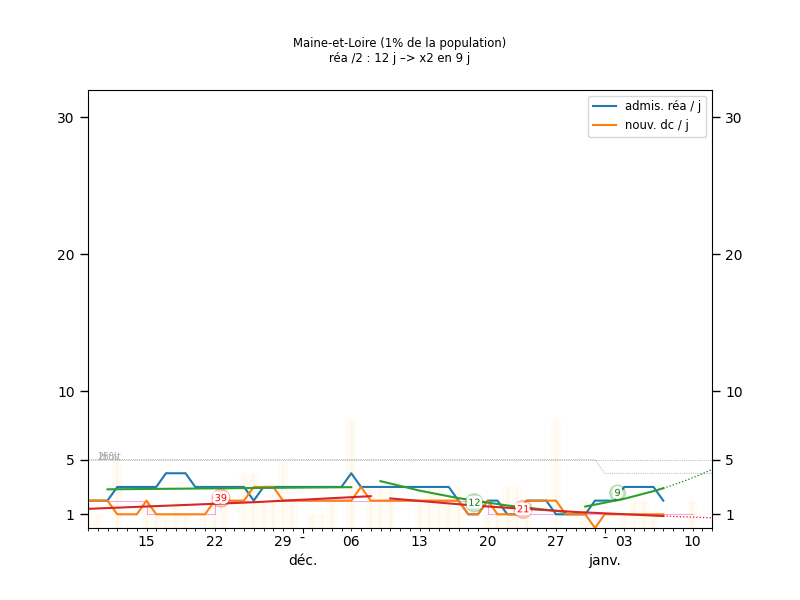 Maine-et-Loire (1% de la population)
réa /2 : 12 j –> x2 en 9 j
admis. réa / j
nouv. dc / j
30 30
20 20
10 10
5 5
1 1
39
12
21
9
15 22 29 - 06 13 20 27 - 03 10
déc. janv.